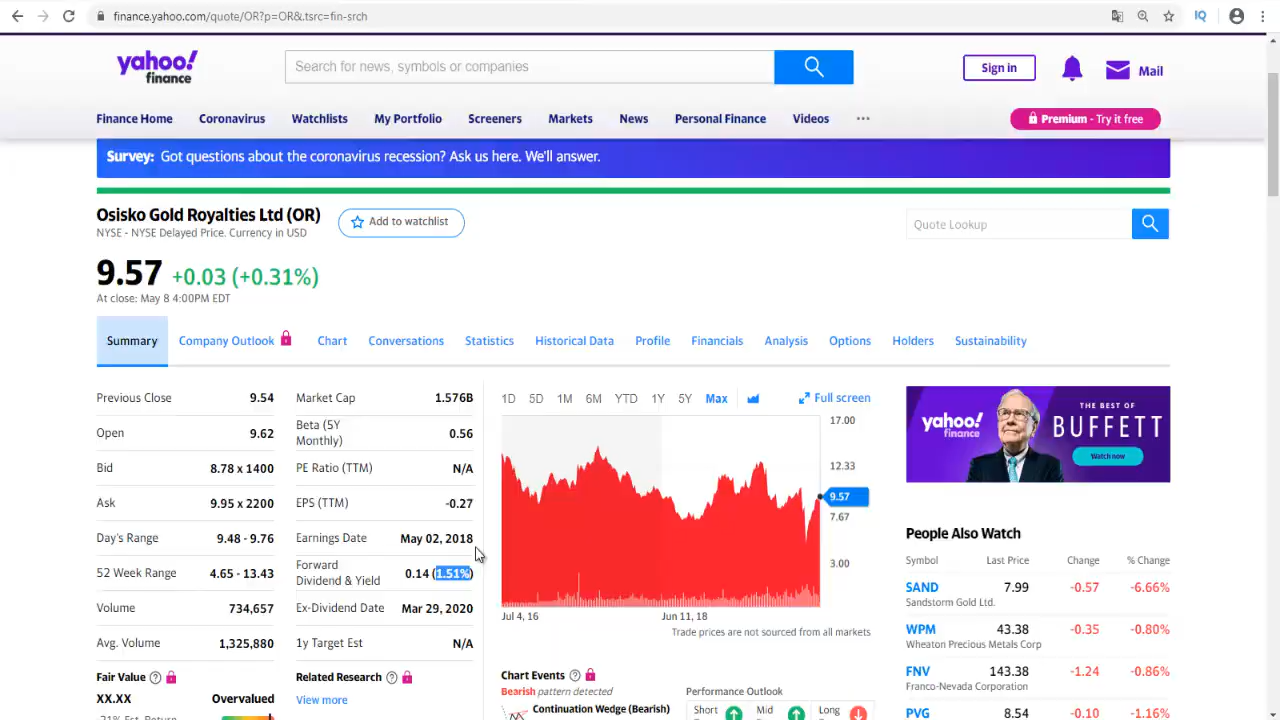 finance.yahoo.com/quote/OR?p=OR&.tsrc=fin-srch
IQ
yahoo!
finance
Search for news, symbols or companies
Sign in
Mail
Finance Home Coronavirus Watchlists My Portfolio Screeners Markets News Personal Finance Videos ...
Premium - Try it free
Survey: Got questions about the coronavirus recession? Ask us here. We'll answer.
Osisko Gold Royalties Ltd (OR)
NYSE - NYSE Delayed Price. Currency in USD
Add to watchlist
Quote Lookup
9.57 +0.03 (+0.31%)
At close: May 8 4:00PM EDT
Summary Company Outlook Chart Conversations Statistics Historical Data Profile Financials Analysis Options Holders Sustainability
Previous Close 9.54
Open 9.62
Bid 8.78 x 1400
Ask 9.95 x 2200
Day's Range 9.48 - 9.76
52 Week Range 4.65 - 13.43
Volume 734,657
Avg. Volume 1,325,880
Fair Value
XX.XX Overvalued
-21% Est. Return
Market Cap 1.576B
Beta (5Y
Monthly) 0.56
PE Ratio (TTM) N/A
EPS (TTM) -0.27
Earnings Date May 02, 2018
Forward
Dividend & Yield 0.14 (1.51%)
Ex-Dividend Date Mar 29, 2020
1y Target Est N/A
Related Research
View more
1D 5D 1M 6M YTD 1Y 5Y Max
Full screen
17.00
12.33
9.57
7.67
3.00
Jul 4, 16 Jun 11, 18
Trade prices are not sourced from all markets
Chart Events
Bearish pattern detected
Continuation Wedge (Bearish)
Performance Outlook
Short Mid Long
yahoo!
finance
THE BEST OF
BUFFETT
Watch now
People Also Watch
Symbol Last Price Change % Change
SAND 7.99 -0.57 -6.66%
Sandstorm Gold Ltd.
WPM 43.38 -0.35 -0.80%
Wheaton Precious Metals Corp
FNV 143.38 -1.24 -0.86%
Franco-Nevada Corporation
PVG 8.54 -0.10 -1.16%